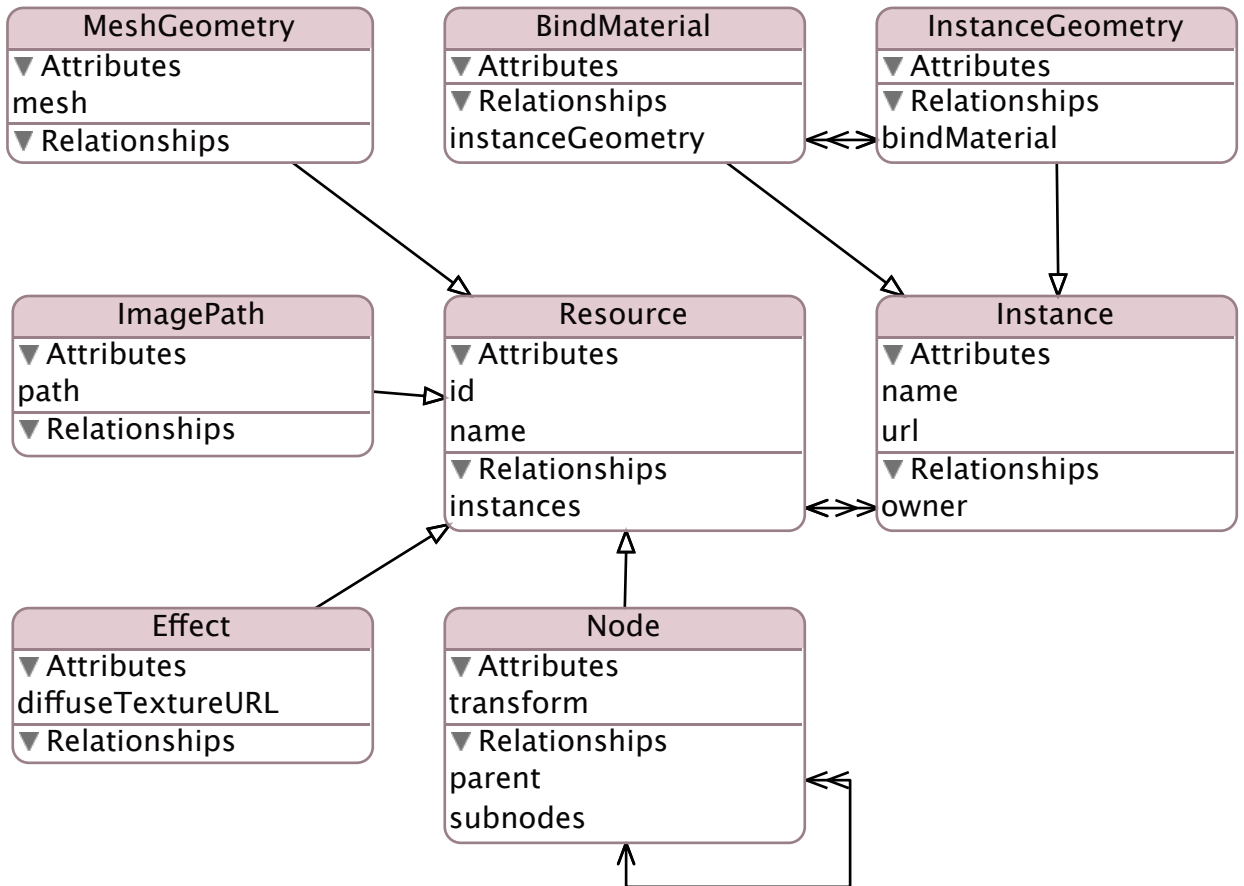 MeshGeometry
▼ Attributes
mesh
▼ Relationships
BindMaterial
▼ Attributes
▼ Relationships
instanceGeometry
InstanceGeometry
▼ Attributes
▼ Relationships
bindMaterial
ImagePath
▼ Attributes
path
▼ Relationships
Resource
▼ Attributes
id
name
▼ Relationships
instances
Instance
▼ Attributes
name
url
▼ Relationships
owner
Effect
▼ Attributes
diffuseTextureURL
▼ Relationships
Node
▼ Attributes
transform
▼ Relationships
parent
subnodes